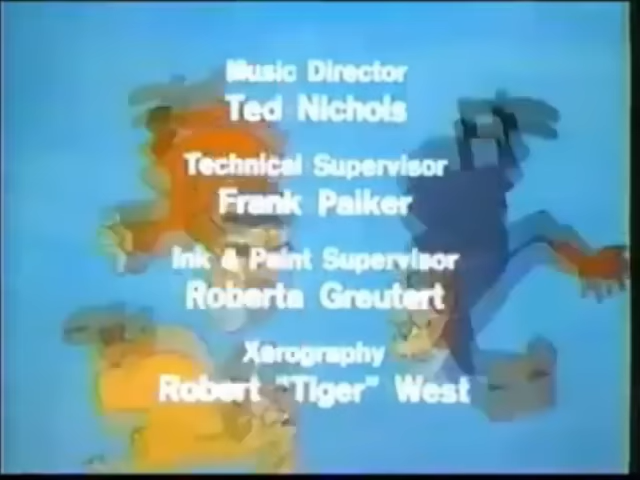 Music Director
Ted Nichols
Technical Supervisor
Frank Paiker
Ink & Paint Supervisor
Roberta Greutert
Xerography
Robert "Tiger" West